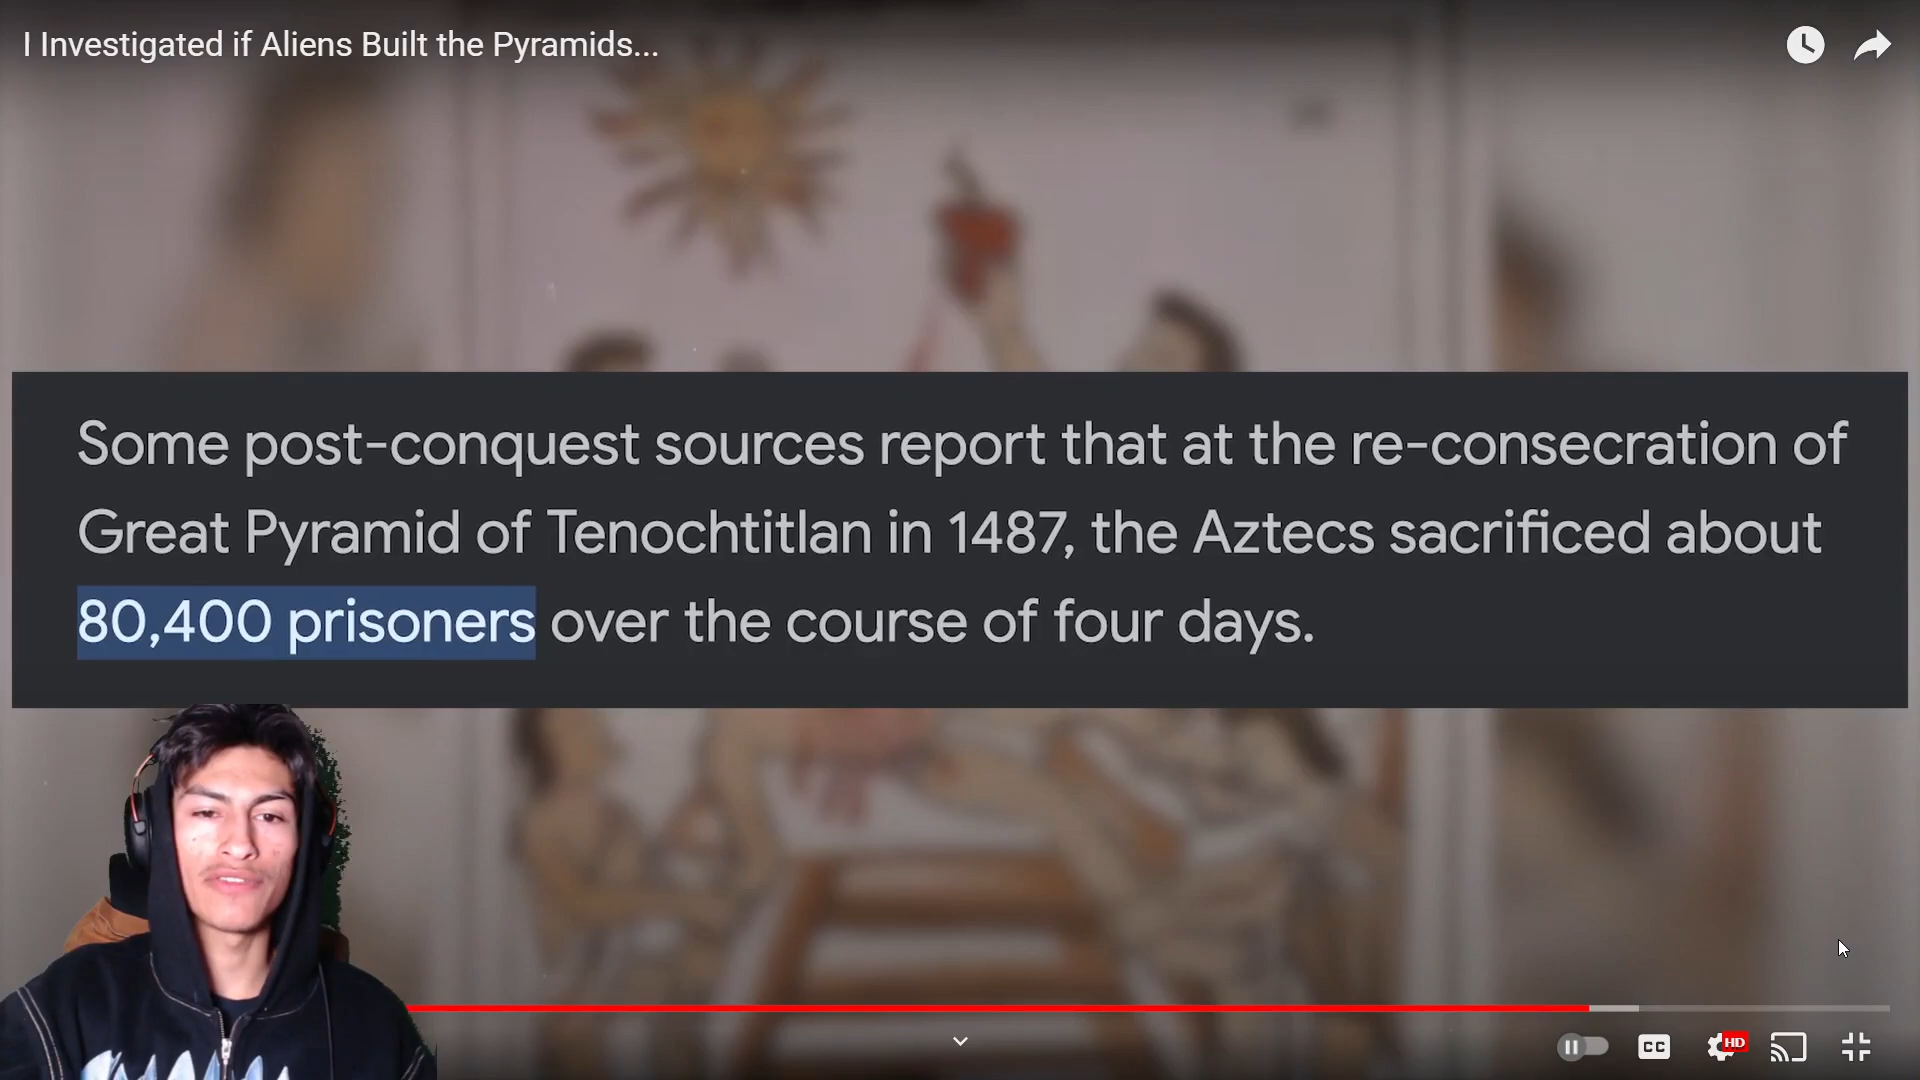 I Investigated if Aliens Built the Pyramids...
Some post-conquest sources report that at the re-consecration of
Great Pyramid of Tenochtitlan in 1487, the Aztecs sacrificed about
80,400 prisoners over the course of four days.
CC
HD